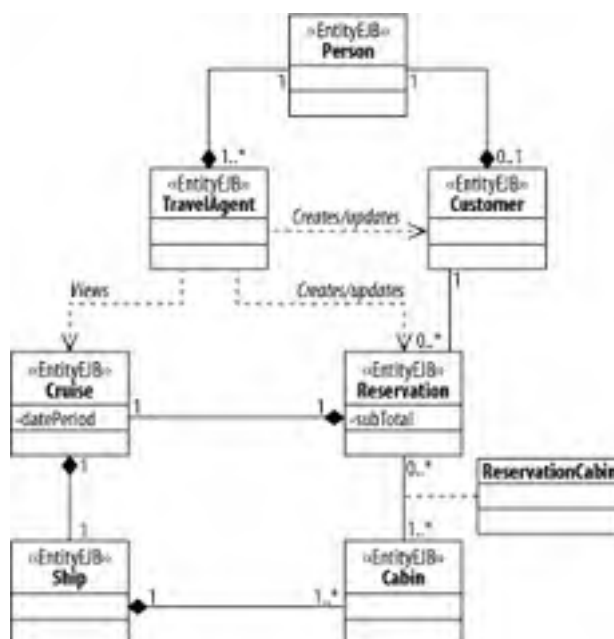 «EntityEJB»
Person
1
1
1..*
0..1
«EntityEJB»
TravelAgent
«EntityEJB»
Customer
Creates/updates
1
Views
Creates/updates
0..*
«EntityEJB»
Cruise
-datePeriod
«EntityEJB»
Reservation
-subTotal
1
1
1
0..*
ReservationCabin
1
1..*
«EntityEJB»
Ship
«EntityEJB»
Cabin
1
1..*